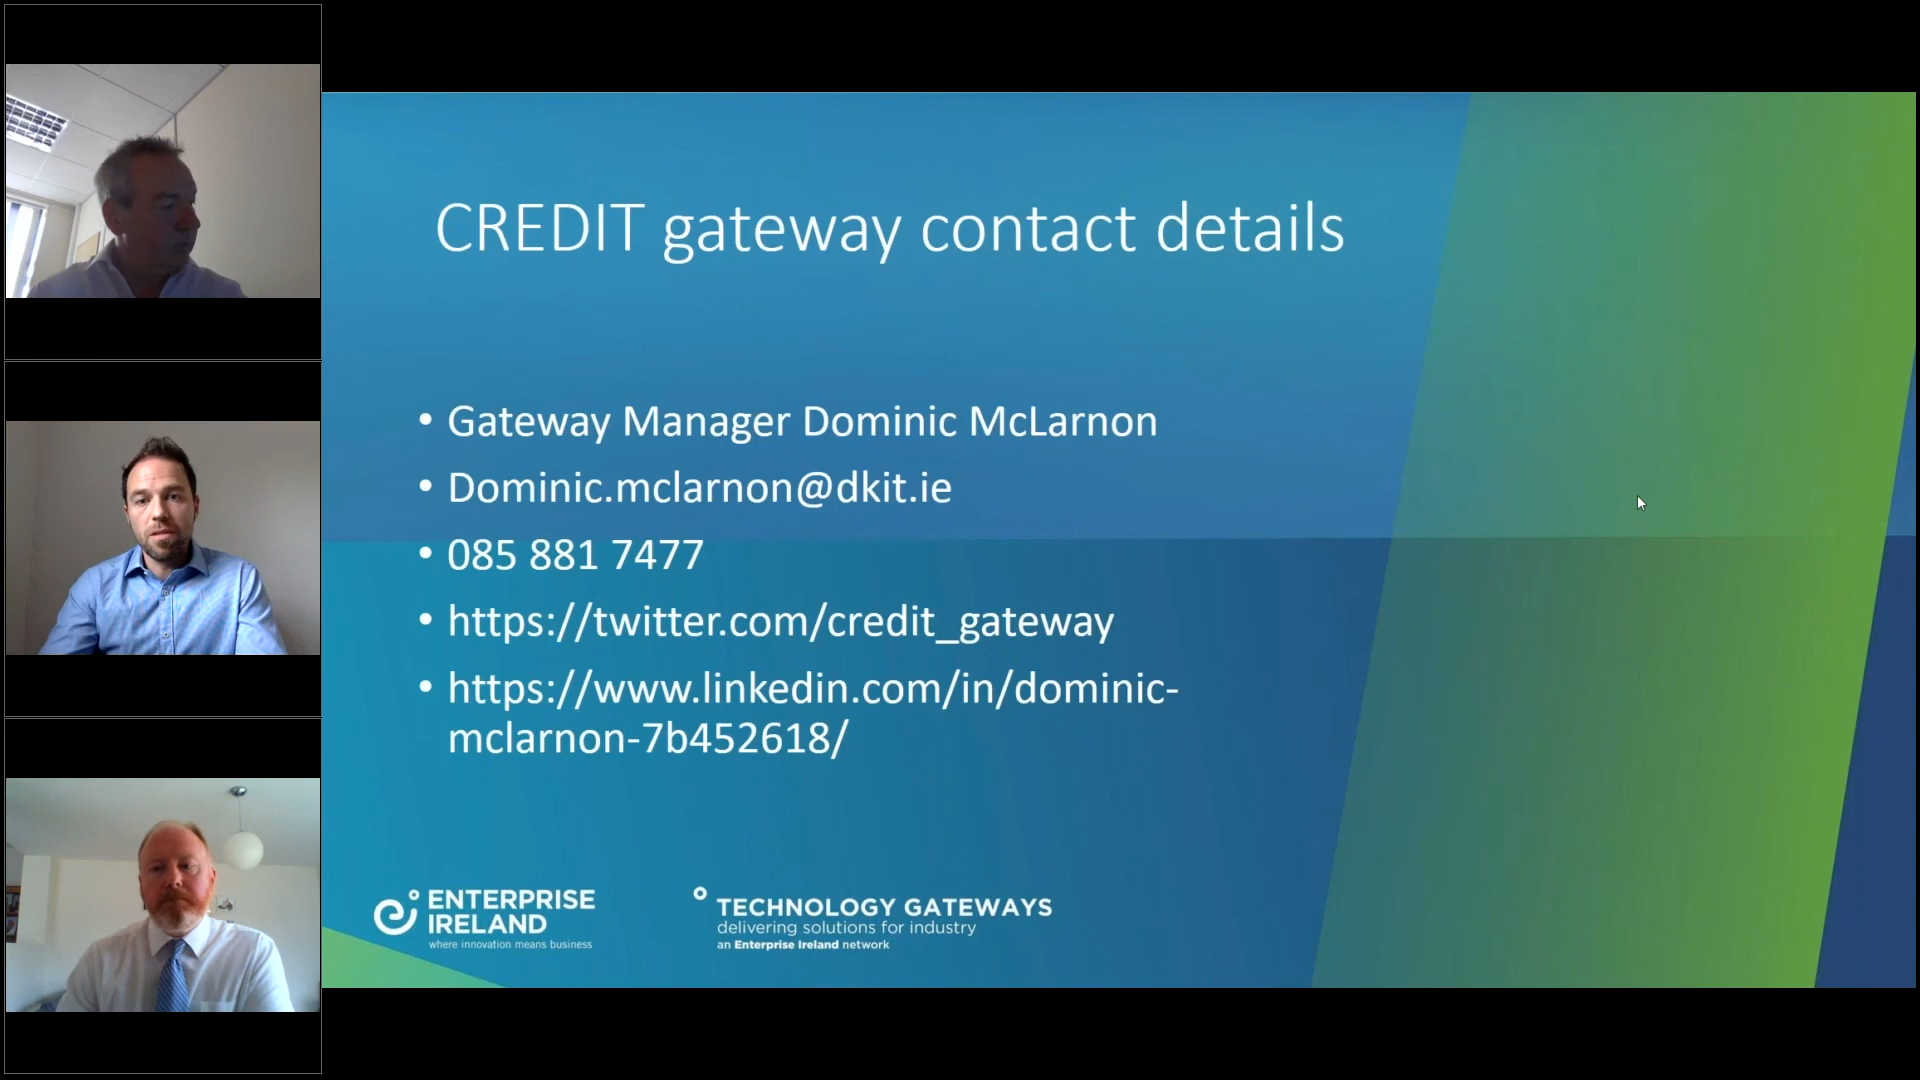 CREDIT gateway contact details
• Gateway Manager Dominic McLarnon
• Dominic.mclarnon@dkit.ie
• 085 881 7477
• https://twitter.com/credit_gateway
• https://www.linkedin.com/in/dominic-
mclarnon-7b452618/
ENTERPRISE
IRELAND
where innovation means business
TECHNOLOGY GATEWAYS
delivering solutions for industry
an Enterprise Ireland network